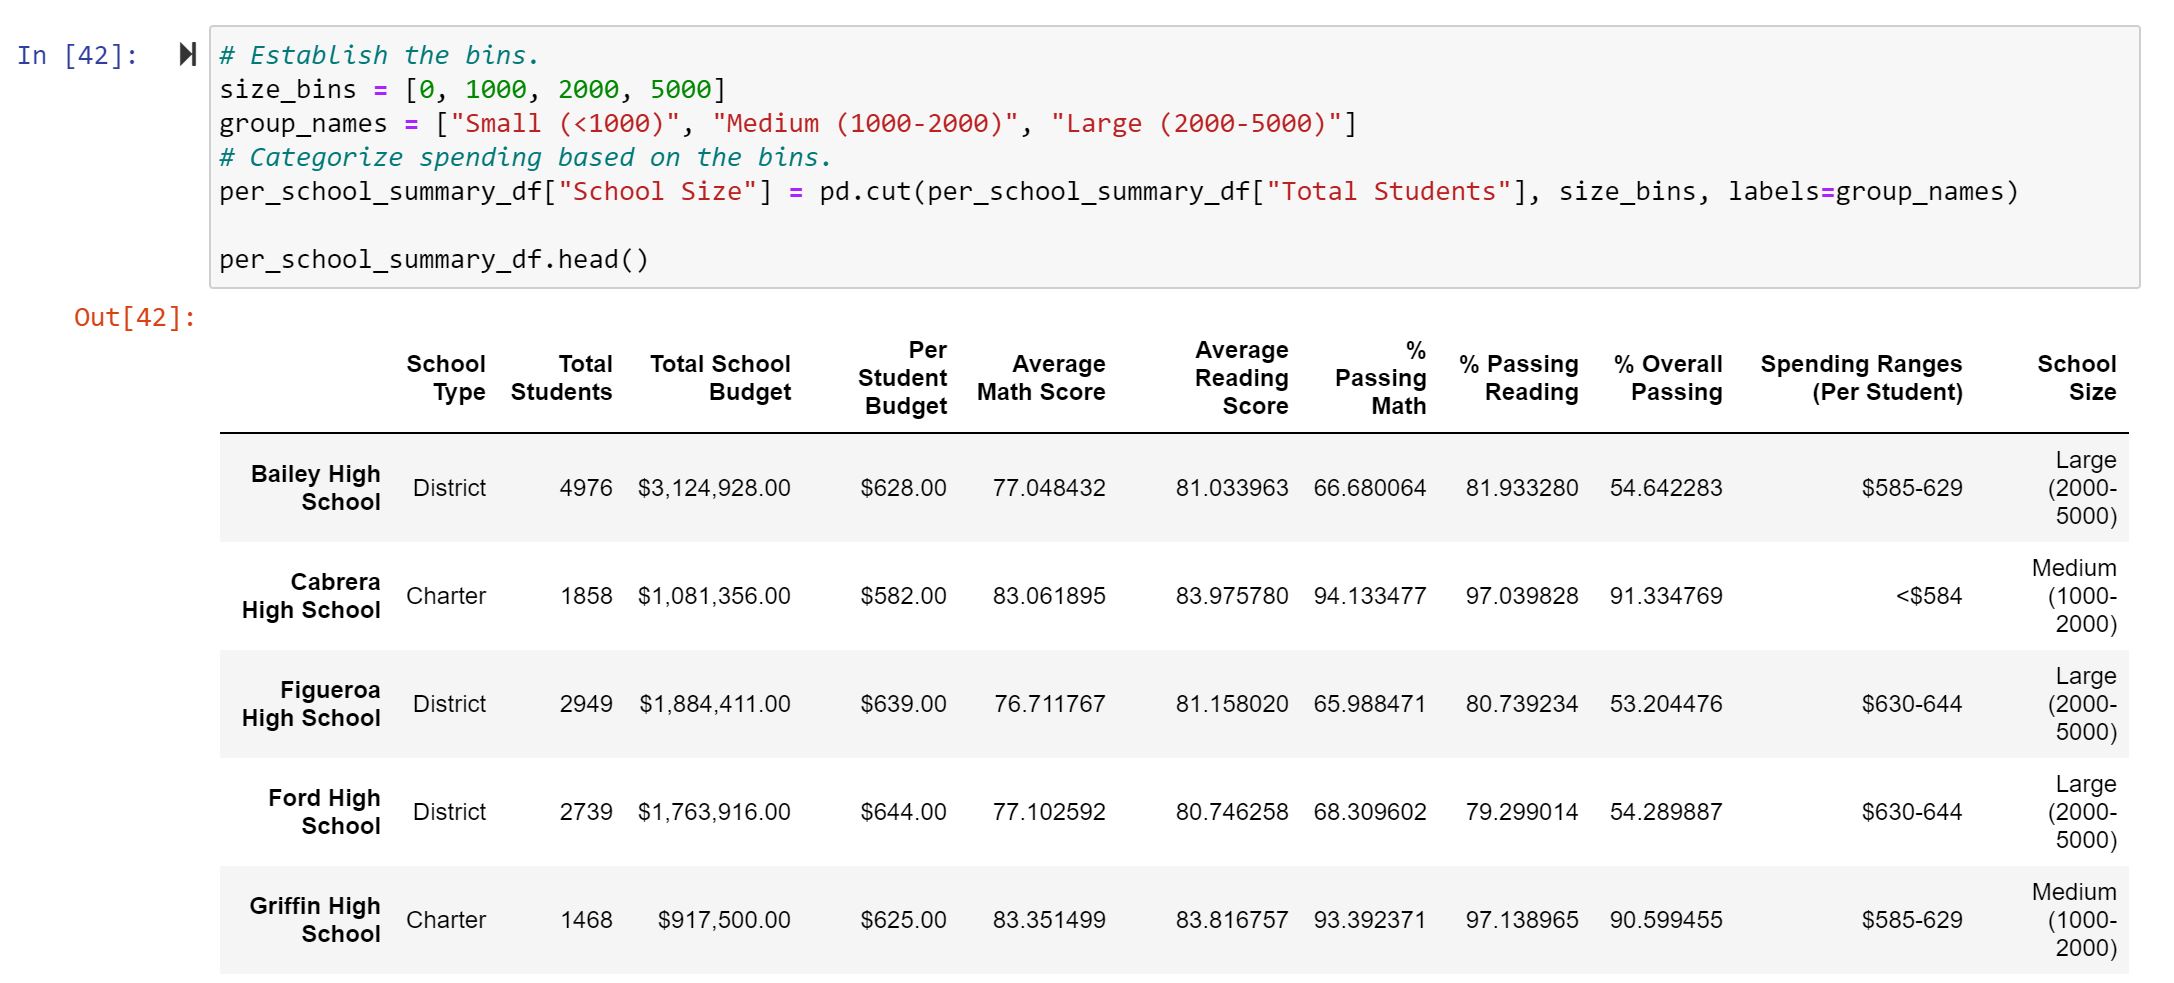 In [42]:
# Establish the bins.
size_bins = [0, 1000, 2000, 5000]
group_names = ["Small (<1000)", "Medium (1000-2000)", "Large (2000-5000)"]
# Categorize spending based on the bins.
per_school_summary_df["School Size"] = pd.cut(per_school_summary_df["Total Students"], size_bins, labels=group_names)
per_school_summary_df.head()
Out[42]:
School
Type
Total
Students
Total School
Budget
Per
Student
Budget
Average
Math Score
Average
Reading
Score
%
Passing
Math
% Passing
Reading
% Overall
Passing
Spending Ranges
(Per Student)
School
Size
Bailey High
School
District
4976
$3,124,928.00
$628.00
77.048432
81.033963
66.680064
81.933280
54.642283
$585-629
Large
(2000-
5000)
Cabrera
High School
Charter
1858
$1,081,356.00
$582.00
83.061895
83.975780
94.133477
97.039828
91.334769
<$584
Medium
(1000-
2000)
Figueroa
High School
District
2949
$1,884,411.00
$639.00
76.711767
81.158020
65.988471
80.739234
53.204476
$630-644
Large
(2000-
5000)
Ford High
School
District
2739
$1,763,916.00
$644.00
77.102592
80.746258
68.309602
79.299014
54.289887
$630-644
Large
(2000-
5000)
Griffin High
School
Charter
1468
$917,500.00
$625.00
83.351499
83.816757
93.392371
97.138965
90.599455
$585-629
Medium
(1000-
2000)